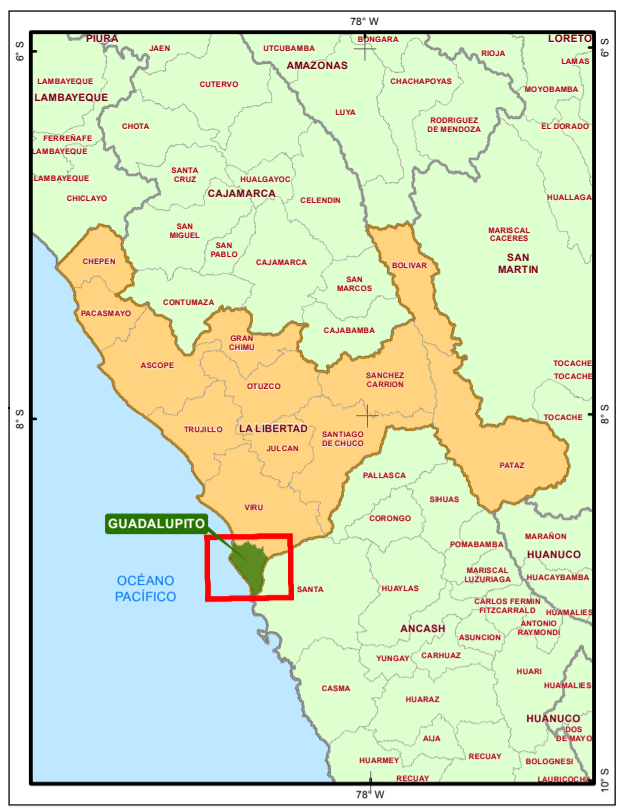 78° W
6° S
6° S
PIURA
JAEN
UTCUBAMBA
BONGARA
LORETO
RIOJA
LAMAS
AMAZONAS
LAMBAYEQUE
CUTERVO
CHACHAPOYAS
MOYOBAMBA
LAMBAYEQUE
LUYA
CHOTA
RODRIGUEZ
DE MENDOZA
EL DORADO
FERREÑAFE
LAMBAYEQUE
LAMBAYEQUE
SANTA
CRUZ
HUALGAYOC
CHICLAYO
CAJAMARCA
CELENDIN
HUALLAGA
SAN
MIGUEL
SAN
PABLO
MARISCAL
CACERES
SAN
MARTIN
CHEPEN
CAJAMARCA
BOLIVAR
SAN
MARCOS
CONTUMAZA
PACASMAYO
CAJABAMBA
GRAN
CHIMU
ASCOPE
TOCACHE
TOCACHE
SANCHEZ
CARRION
OTUZCO
8° S
8° S
TOCACHE
TRUJILLO
LA LIBERTAD
SANTIAGO
DE CHUCO
JULCAN
PATAZ
PALLASCA
SIHUAS
VIRU
CORONGO
GUADALUPITO
MARAÑON
POMABAMBA
HUANUCO
MARISCAL
LUZURIAGA
HUACAYBAMBA
OCÉANO
PACÍFICO
SANTA
HUAYLAS
CARLOS FERMIN
FITZCARRALD
HUAMALIES
ANCASH
ANTONIO
RAYMONDI
ASUNCION
YUNGAY
CARHUAZ
HUARI
CASMA
HUAMALIES
HUARAZ
HUANUCO
DOS
DE MAYO
AIJA
HUARMEY
RECUAY
BOLOGNESI
RECUAY
LAURICOCHA
10° S
78° W